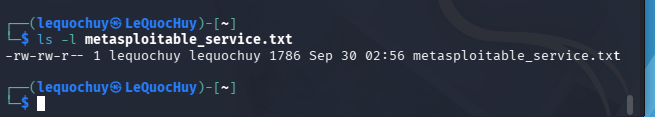 ┌──(lequochuy㉿LeQuocHuy)-[~]
└─$ ls -l metasploitable_service.txt
-rw-rw-r-- 1 lequochuy lequochuy 1786 Sep 30 02:56 metasploitable_service.txt
┌──(lequochuy㉿LeQuocHuy)-[~]
└─$